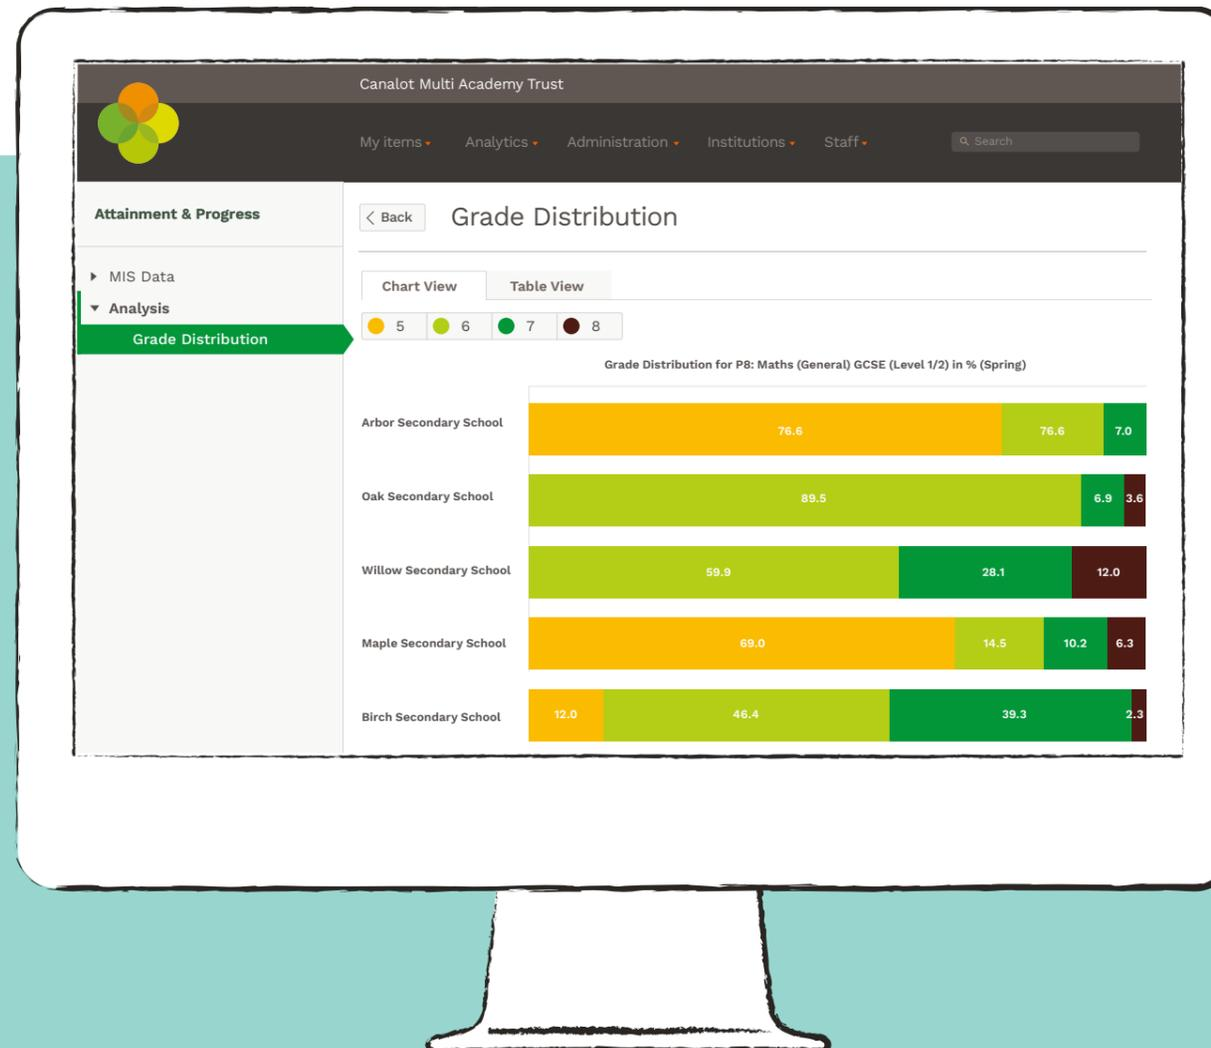 Canalot Multi Academy Trust
My items Analytics Administration Institutions Staff Search
Attainment & Progress
MIS Data
Analysis
Grade Distribution
Back Grade Distribution
Chart View Table View
5 6 7 8
Grade Distribution for P8: Maths (General) GCSE (Level 1/2) in % (Spring)
Arbor Secondary School 76.6 76.6 7.0
Oak Secondary School 89.5 6.9 3.6
Willow Secondary School 59.9 28.1 12.0
Maple Secondary School 69.0 14.5 10.2 6.3
Birch Secondary School 12.0 46.4 39.3 2.3